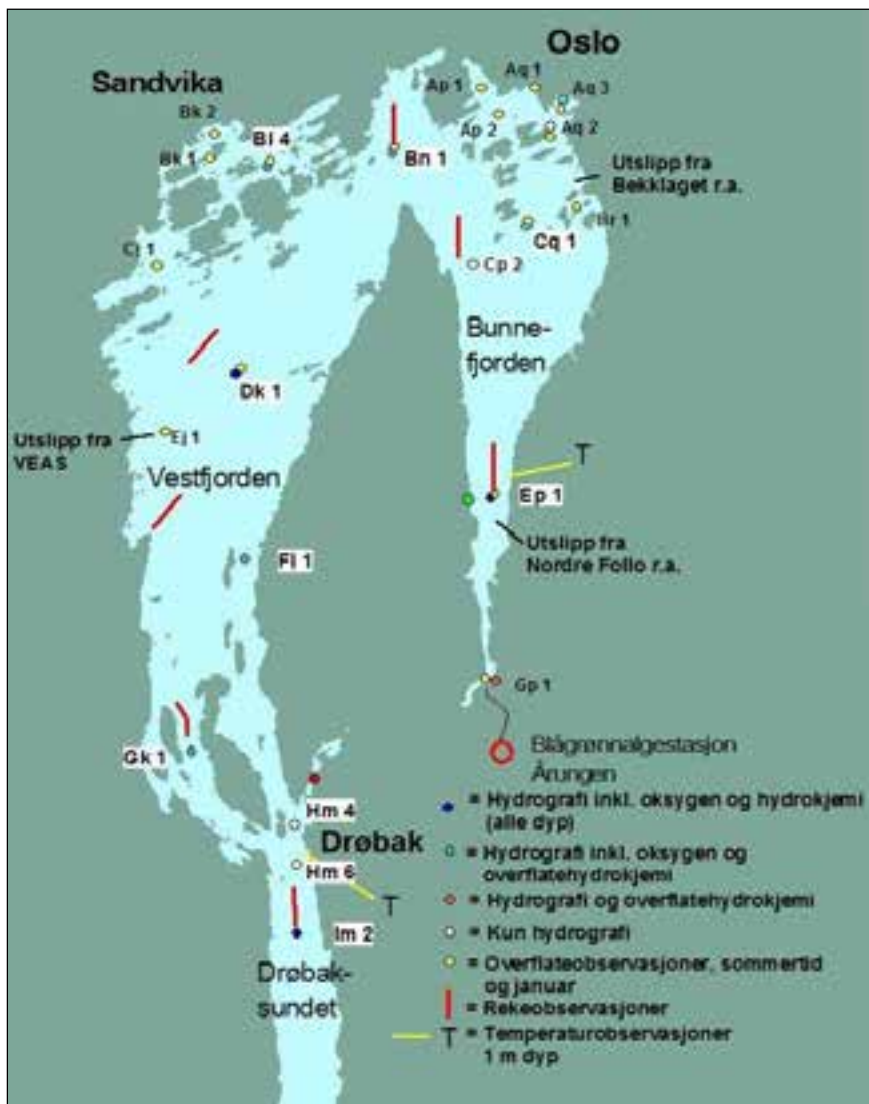 Oslo
Sandvika
Ap 1
Aq 1
Aq 3
Bk 2
Bl 4
Ap 2
Aq 2
Bk 1
Bn 1
Utslipp fra
Bekklaget r.a.
Cq 1
Br 1
Cj 1
Cp 2
Bunne-
fjorden
Dk 1
Utslipp fra
VEAS
Ej 1
Vestfjorden
T
Ep 1
Utslipp fra
Nordre Follo r.a.
Fl 1
Gp 1
Gk 1
Blågrønnalgestasjon
Årungen
Hm 4
Drøbak
Hm 6
T
Im 2
Drøbak-
sundet
= Hydrografi inkl. oksygen og hydrokjemi
(alle dyp)
= Hydrografi inkl. oksygen og
overflatehydrokjemi
= Hydrografi og overflatehydrokjemi
= Kun hydrografi
= Overflateobservasjoner, sommertid
og januar
= Rekeobservasjoner
T = Temperaturobservasjoner
1 m dyp